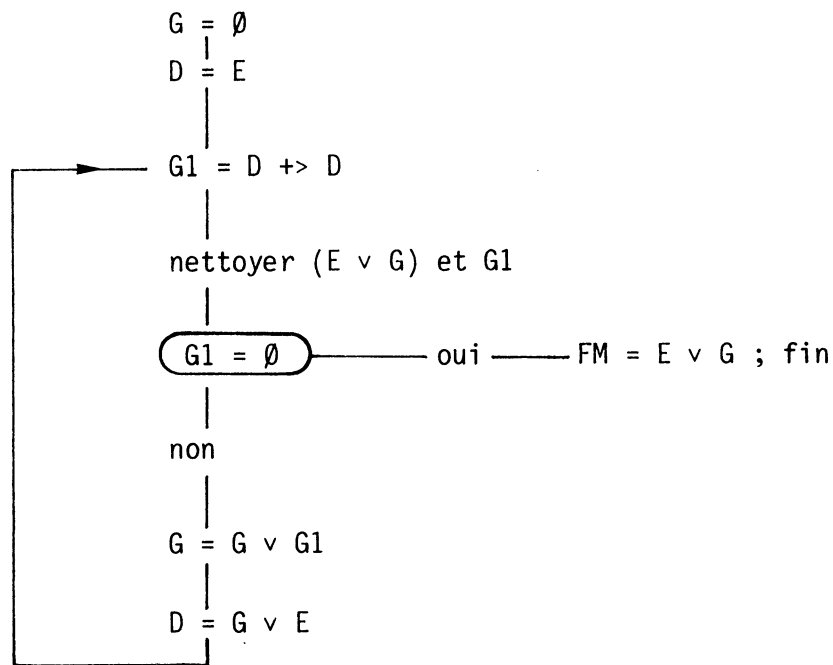 G = Ø
D = E
G1 = D +> D
nettoyer (E v G) et G1
G1 = Ø oui FM = E v G ; fin
non
G = G v G1
D = G v E